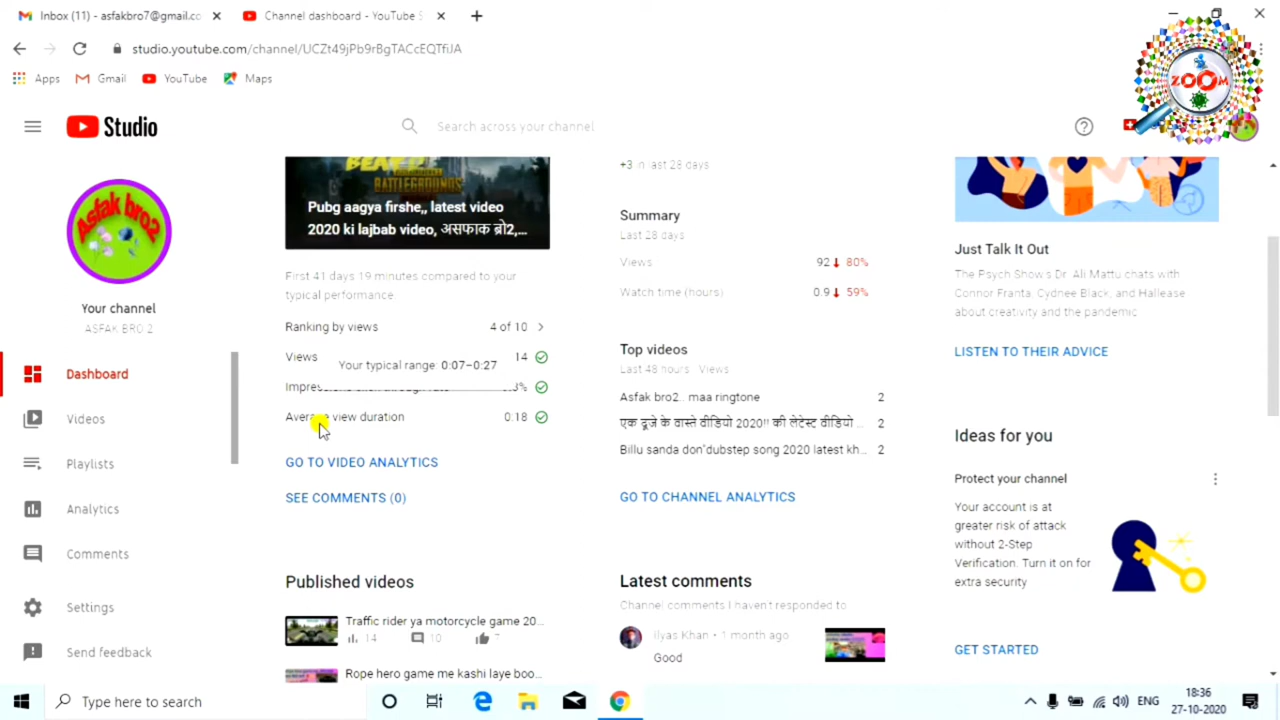 Inbox (11) - asfakbro7@gmail.co
Channel dashboard - YouTube S
studio.youtube.com/channel/UCZt49jPb9rBgTACcEQTfiJA
Apps
Gmail
YouTube
Maps
ZOOM
Studio
Search across your channel
Asfak bro2
Your channel
ASFAK BRO 2
Dashboard
Videos
Playlists
Analytics
Comments
Settings
Send feedback
BATTLEGROUNDS
Pubg aagya firshe,, latest video
2020 ki lajbab video, असफाक ब्रो2,...
First 41 days 19 minutes compared to your
typical performance
Ranking by views 4 of 10
Views 14
Your typical range: 0:07–0:27
Average view duration 0:18
GO TO VIDEO ANALYTICS
SEE COMMENTS (0)
Published videos
Traffic rider ya motorcycle game 20...
14 10 7
Rope hero game me kashi laye boo...
+3 in last 28 days
Summary
Last 28 days
Views 92 80%
Watch time (hours) 0.9 59%
Top videos
Last 48 hours · Views
Asfak bro2.. maa ringtone 2
एक दूजे के वास्ते वीडियो 2020!! की लेटेस्ट वीडियो ... 2
Billu sanda don"dubstep song 2020 latest kh... 2
GO TO CHANNEL ANALYTICS
Latest comments
Channel comments I haven't responded to
Ilyas Khan • 1 month ago
Good
Just Talk It Out
The Psych Show's Dr. Ali Mattu chats with
Connor Franta, Cydnee Black, and Hallease
about creativity and the pandemic.
LISTEN TO THEIR ADVICE
Ideas for you
Protect your channel
Your account is at
greater risk of attack
without 2-Step
Verification. Turn it on for
extra security
GET STARTED
Type here to search
ENG
18:36
27-10-2020